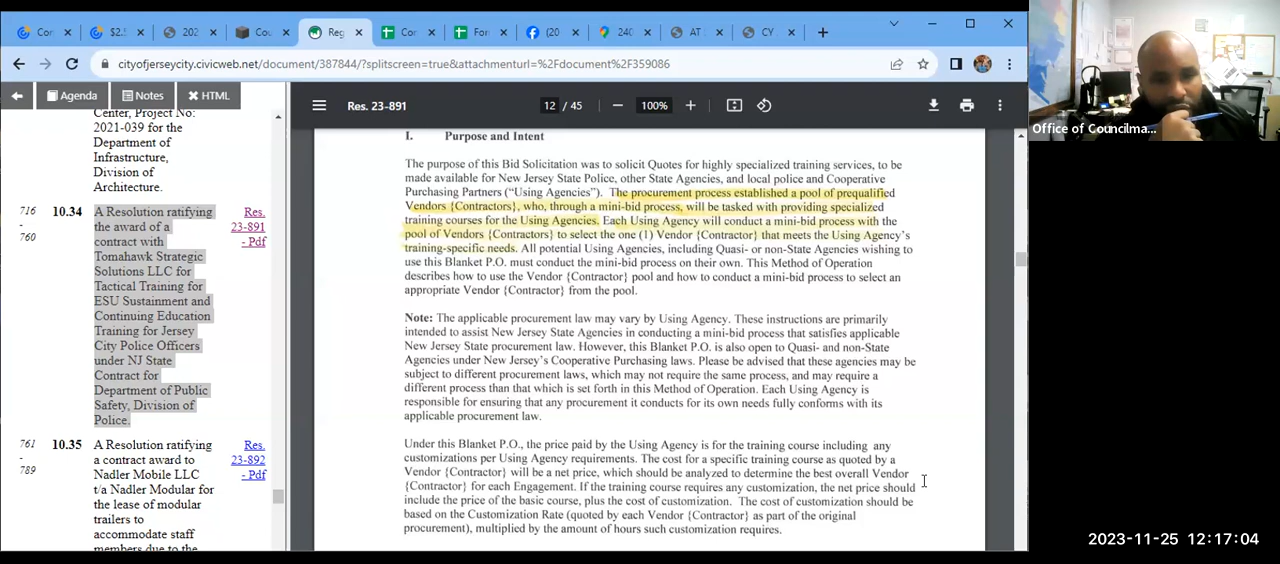 Cor
$2.5
202
Cou
Reg
Cor
For
(20
240
AT
CY
cityofjerseycity.civicweb.net/document/387844/?splitscreen=true&attachmenturl=%2Fdocument%2F359086
Agenda
Notes
HTML
Res. 23-891
12 / 45
100%
Center, Project No:
2021-039 for the
Department of
Infrastructure,
Division of
Architecture.
716 - 760
10.34
A Resolution ratifying
the award of a
contract with
Tomahawk Strategic
Solutions LLC for
Tactical Training for
ESU Sustainment and
Continuing Education
Training for Jersey
City Police Officers
under NJ State
Contract for
Department of Public
Safety, Division of
Police.
Res.
23-891
- Pdf
761 - 789
10.35
A Resolution ratifying
a contract award to
Nadler Mobile LLC
t/a Nadler Modular for
the lease of modular
trailers to
accommodate staff
members due to the
Res.
23-892
- Pdf
I. Purpose and Intent
The purpose of this Bid Solicitation was to solicit Quotes for highly specialized training services, to be
made available for New Jersey State Police, other State Agencies, and local police and Cooperative
Purchasing Partners ("Using Agencies"). The procurement process established a pool of prequalified
Vendors {Contractors}, who, through a mini-bid process, will be tasked with providing specialized
training courses for the Using Agencies. Each Using Agency will conduct a mini-bid process with the
pool of Vendors {Contractors} to select the one (1) Vendor {Contractor} that meets the Using Agency's
training-specific needs. All potential Using Agencies, including Quasi- or non-State Agencies wishing to
use this Blanket P.O. must conduct the mini-bid process on their own. This Method of Operation
describes how to use the Vendor {Contractor} pool and how to conduct a mini-bid process to select an
appropriate Vendor {Contractor} from the pool.
Note: The applicable procurement law may vary by Using Agency. These instructions are primarily
intended to assist New Jersey State Agencies in conducting a mini-bid process that satisfies applicable
New Jersey State procurement law. However, this Blanket P.O. is also open to Quasi- and non-State
Agencies under New Jersey's Cooperative Purchasing laws. Please be advised that these agencies may be
subject to different procurement laws, which may not require the same process, and may require a
different process than that which is set forth in this Method of Operation. Each Using Agency is
responsible for ensuring that any procurement it conducts for its own needs fully conforms with its
applicable procurement law.
Under this Blanket P.O., the price paid by the Using Agency is for the training course including any
customizations per Using Agency requirements. The cost for a specific training course as quoted by a
Vendor {Contractor} will be a net price, which should be analyzed to determine the best overall Vendor
{Contractor} for each Engagement. If the training course requires any customization, the net price should
include the price of the basic course, plus the cost of customization. The cost of customization should be
based on the Customization Rate (quoted by each Vendor {Contractor} as part of the original
procurement), multiplied by the amount of hours such customization requires.
Office of Councilma...
2023-11-25 12:17:04